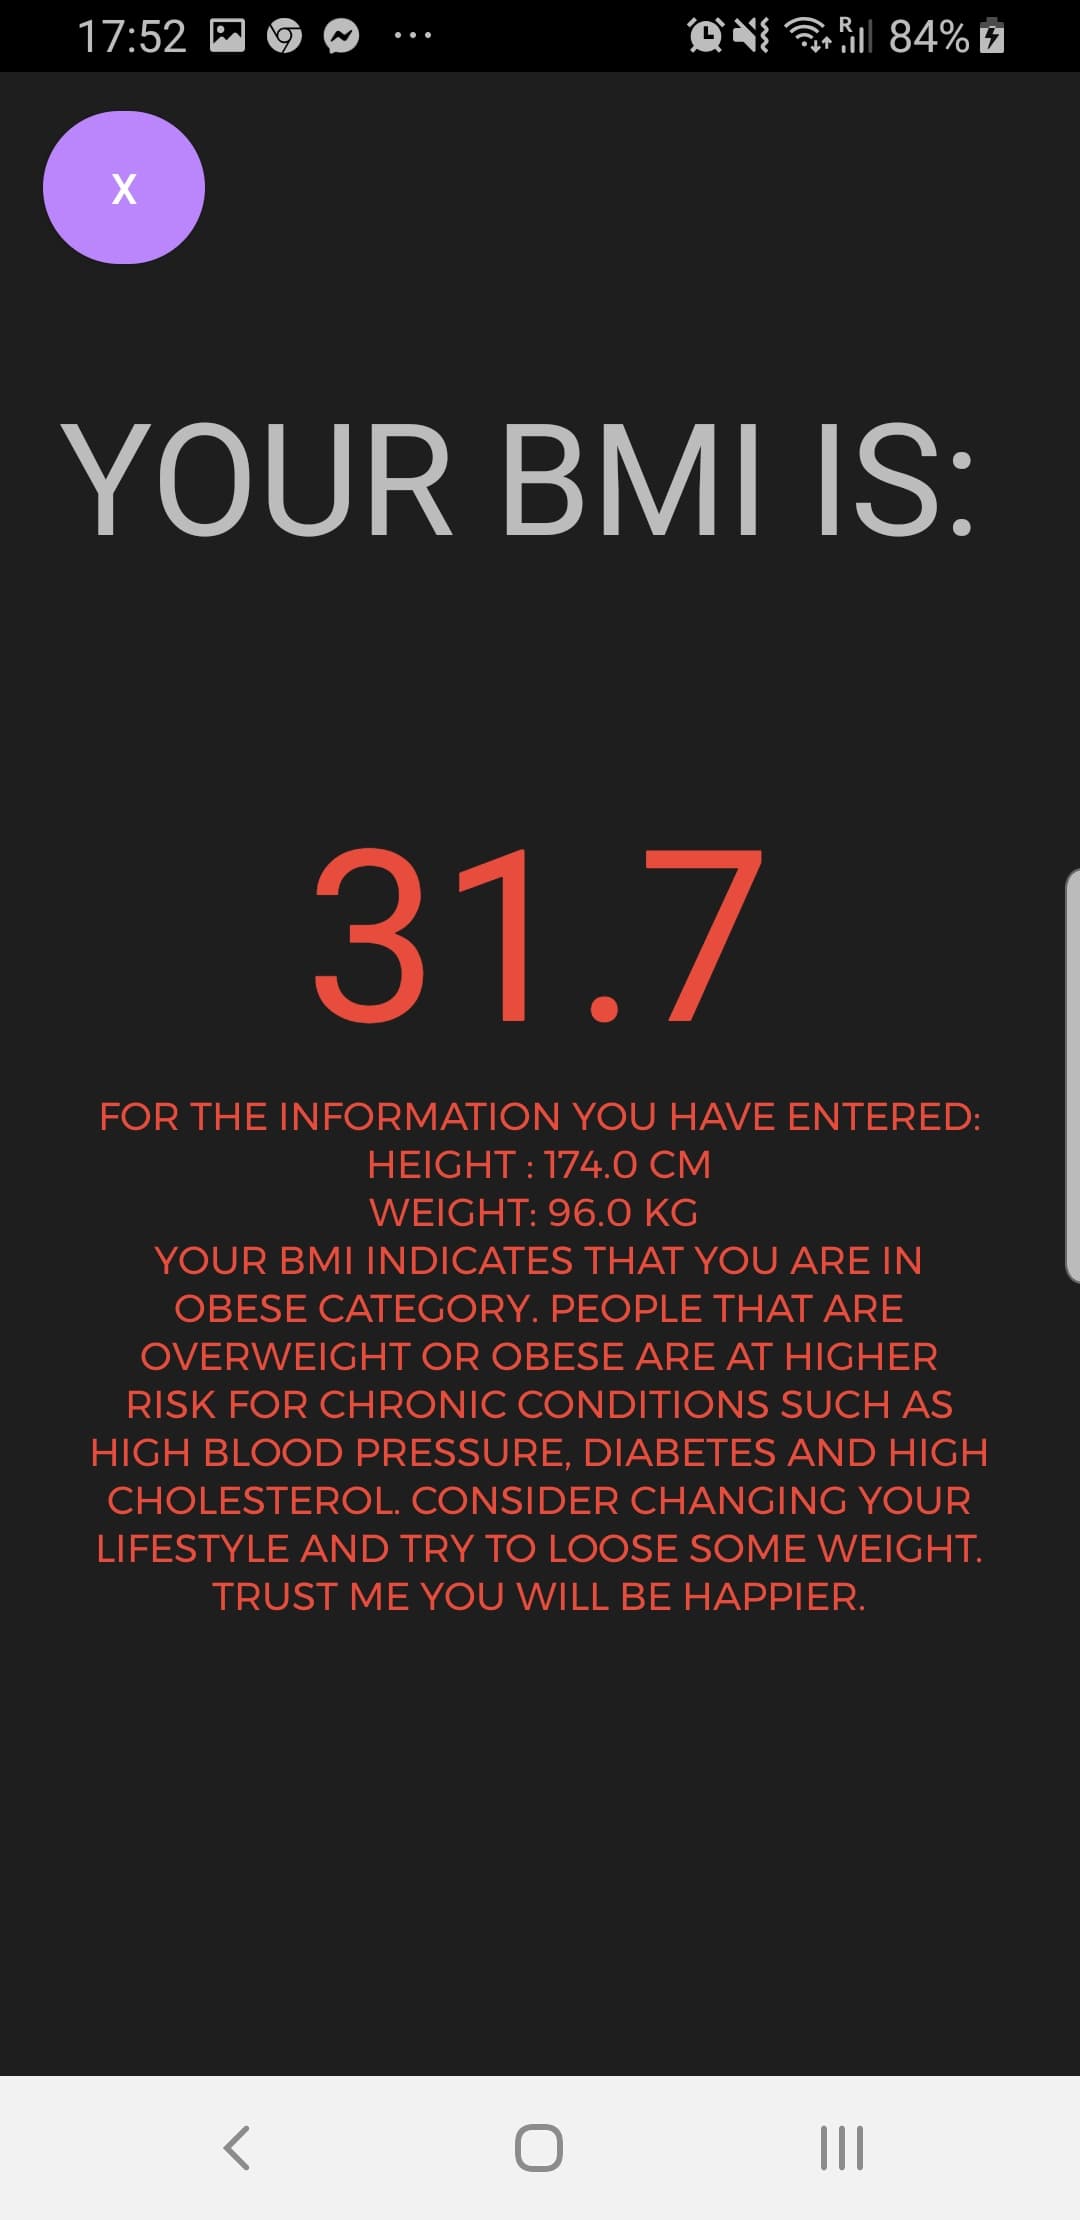 17:52
R
84%
X
YOUR BMI IS:
31.7
FOR THE INFORMATION YOU HAVE ENTERED:
HEIGHT : 174.0 CM
WEIGHT: 96.0 KG
YOUR BMI INDICATES THAT YOU ARE IN
OBESE CATEGORY. PEOPLE THAT ARE
OVERWEIGHT OR OBESE ARE AT HIGHER
RISK FOR CHRONIC CONDITIONS SUCH AS
HIGH BLOOD PRESSURE, DIABETES AND HIGH
CHOLESTEROL. CONSIDER CHANGING YOUR
LIFESTYLE AND TRY TO LOOSE SOME WEIGHT.
TRUST ME YOU WILL BE HAPPIER.